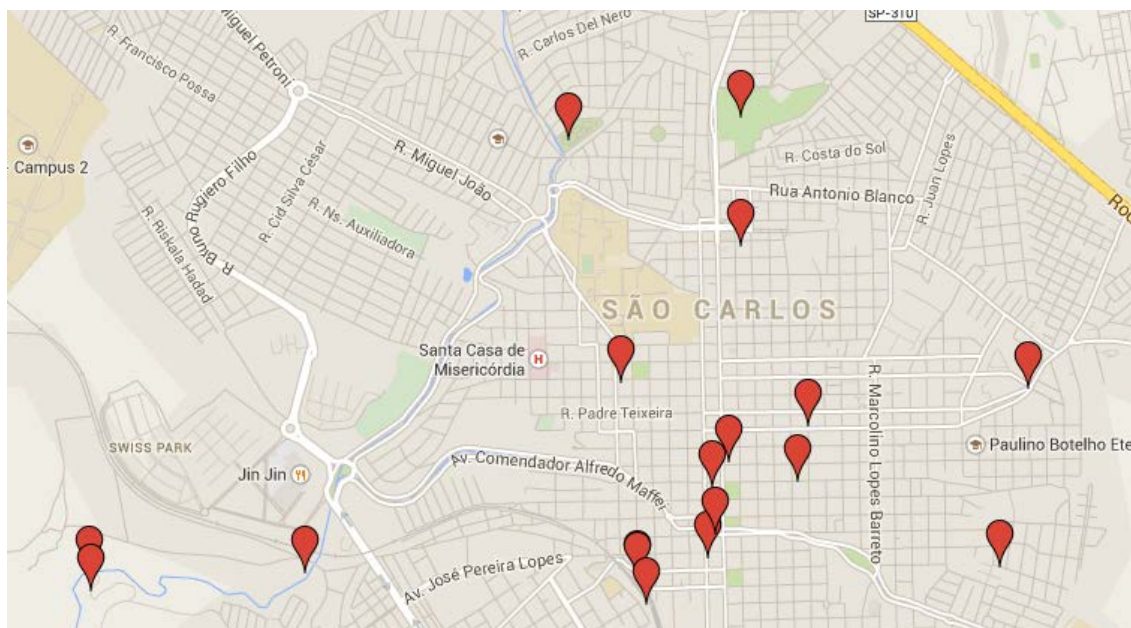 SP-310
R. Carlos Del Nero
Miguel Petroni
R. Francisco Possa
Campus 2
R. Miguel João
R. Costa do Sol
R. Juan Lopes
Rua Antonio Blanco
R. Bruno Rugiero Filho
R. Cid Silva César
R. Ns. Auxiliadora
R. Riskala Hadad
SÃO CARLOS
Santa Casa de
Misericórdia
H
R. Padre Teixeira
R. Marcolino Lopes Barreto
SWISS PARK
Jin Jin
Av. Comendador Alfredo Maffei
Paulino Botelho Ete
Av. José Pereira Lopes